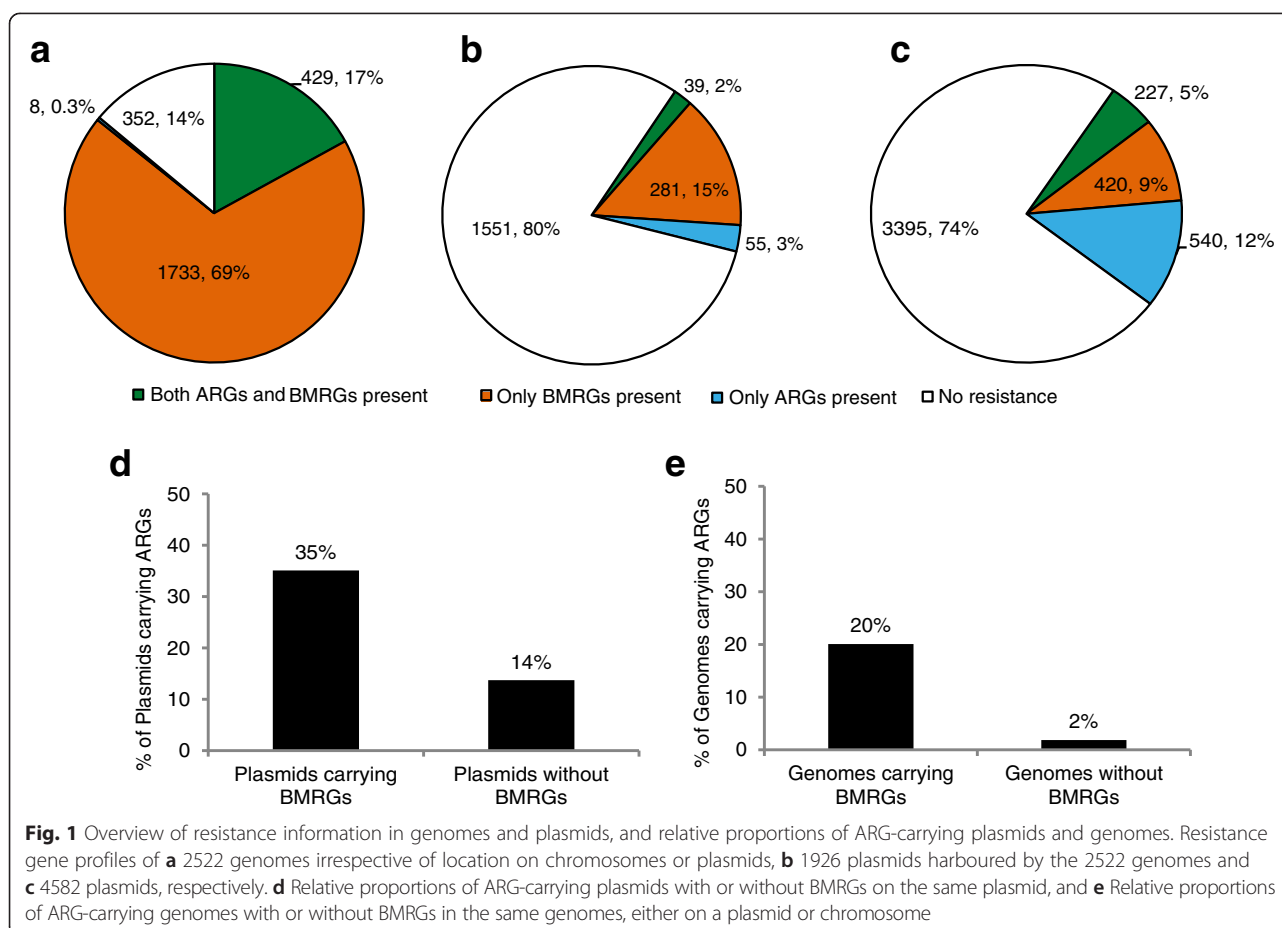 a
b
c
429, 17%
8, 0.3%
352, 14%
1733, 69%
39, 2%
281, 15%
1551, 80%
55, 3%
227, 5%
420, 9%
3395, 74%
540, 12%
Both ARGs and BMRGs present
Only BMRGs present
Only ARGs present
No resistance
d
% of Plasmids carrying ARGs
50
40
30
20
10
0
35%
14%
Plasmids carrying
BMRGs
Plasmids without
BMRGs
e
% of Genomes carrying ARGs
50
40
30
20
10
0
20%
2%
Genomes carrying
BMRGs
Genomes without
BMRGs
Fig. 1 Overview of resistance information in genomes and plasmids, and relative proportions of ARG-carrying plasmids and genomes. Resistance
gene profiles of a 2522 genomes irrespective of location on chromosomes or plasmids, b 1926 plasmids harboured by the 2522 genomes and
c 4582 plasmids, respectively. d Relative proportions of ARG-carrying plasmids with or without BMRGs on the same plasmid, and e Relative proportions
of ARG-carrying genomes with or without BMRGs in the same genomes, either on a plasmid or chromosome